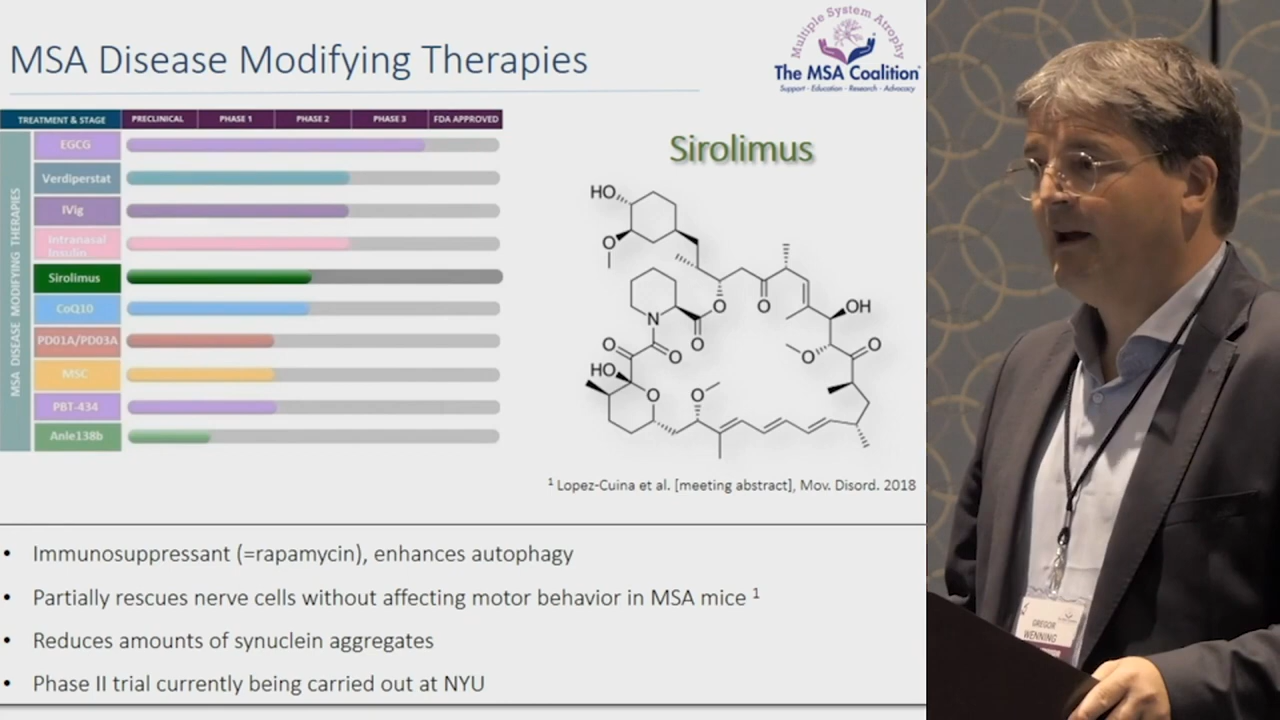 MSA Disease Modifying Therapies
Multiple System Atrophy
The MSA Coalition®
Support - Education - Research - Advocacy
TREATMENT & STAGE PRECLINICAL PHASE 1 PHASE 2 PHASE 3 FDA APPROVED
MSA DISEASE MODIFYING THERAPIES
EGCG
Verdiperstat
IVig
Intranasal
Insulin
Sirolimus
CoQ10
PD01A/PD03A
MSC
PBT-434
Anle138b
Sirolimus
HO
O
O
OH
N
O
O
O
O
O
O
HO
O
O
¹ Lopez-Cuina et al. [meeting abstract], Mov. Disord. 2018
• Immunosuppressant (=rapamycin), enhances autophagy
• Partially rescues nerve cells without affecting motor behavior in MSA mice ¹
• Reduces amounts of synuclein aggregates
• Phase II trial currently being carried out at NYU
GREGOR
WENNING